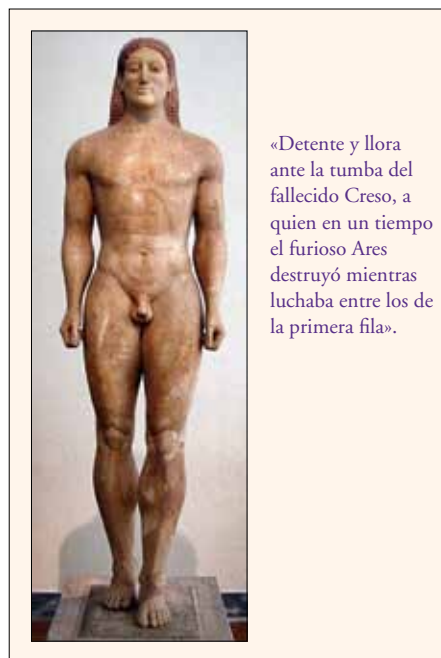 «Detente y llora
ante la tumba del
fallecido Creso, a
quien en un tiempo
el furioso Ares
destruyó mientras
luchaba entre los de
la primera fila».